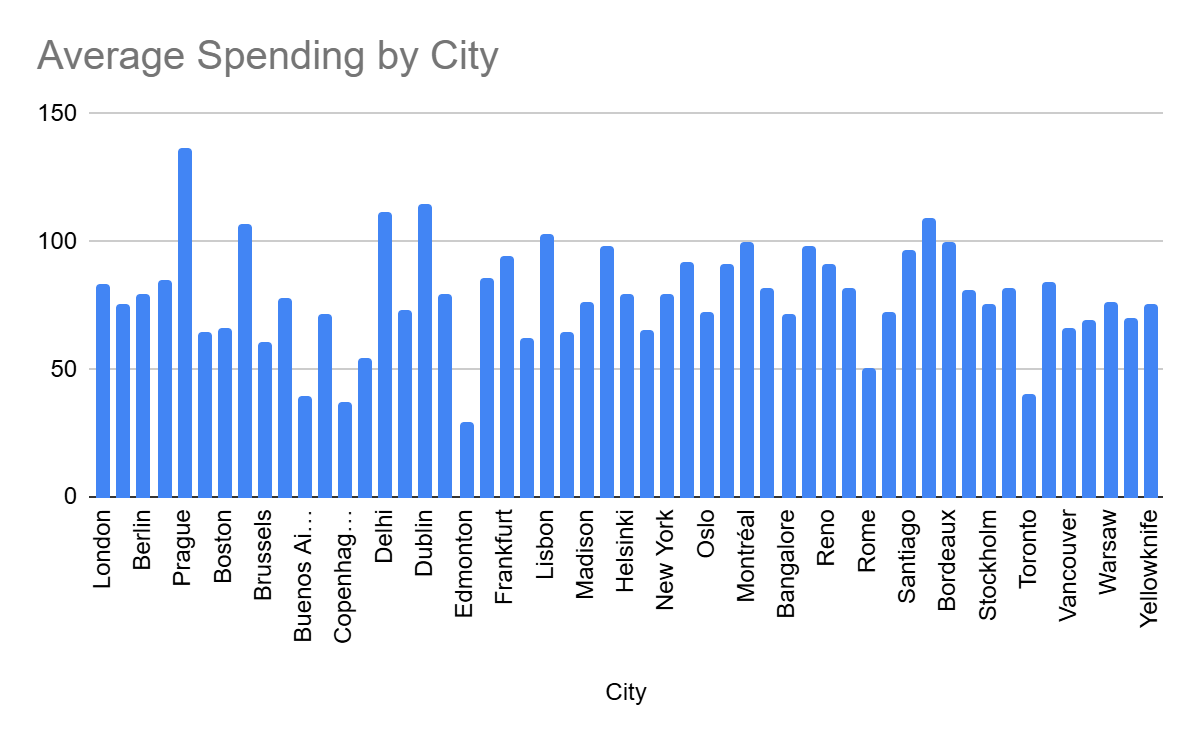 Average Spending by City
150
100
50
0
London
Berlin
Prague
Boston
Brussels
Buenos Ai...
Copenhag...
Delhi
Dublin
Edmonton
Frankfurt
Lisbon
Madison
Helsinki
New York
Oslo
Montréal
Bangalore
Reno
Rome
Santiago
Bordeaux
Stockholm
Toronto
Vancouver
Warsaw
Yellowknife
City